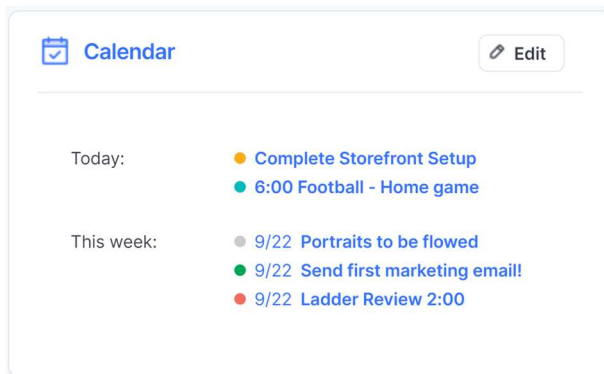 Calendar
Edit
Today:
Complete Storefront Setup
6:00 Football - Home game
This week:
9/22 Portraits to be flowed
9/22 Send first marketing email!
9/22 Ladder Review 2:00